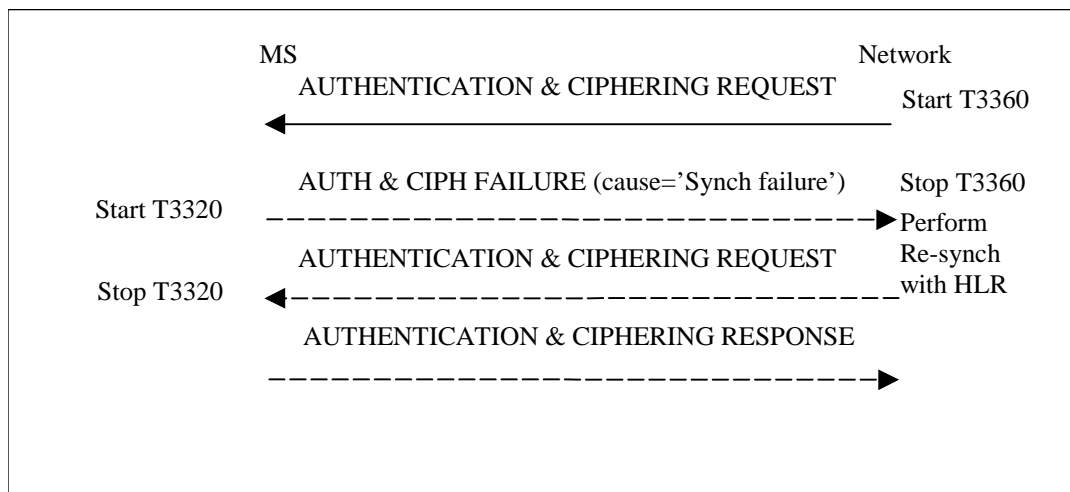 MS
Network
AUTHENTICATION & CIPHERING REQUEST
Start T3360
AUTH & CIPH FAILURE (cause=’Synch failure’)
Stop T3360
Start T3320
Perform
Re-synch
with HLR
AUTHENTICATION & CIPHERING REQUEST
Stop T3320
AUTHENTICATION & CIPHERING RESPONSE